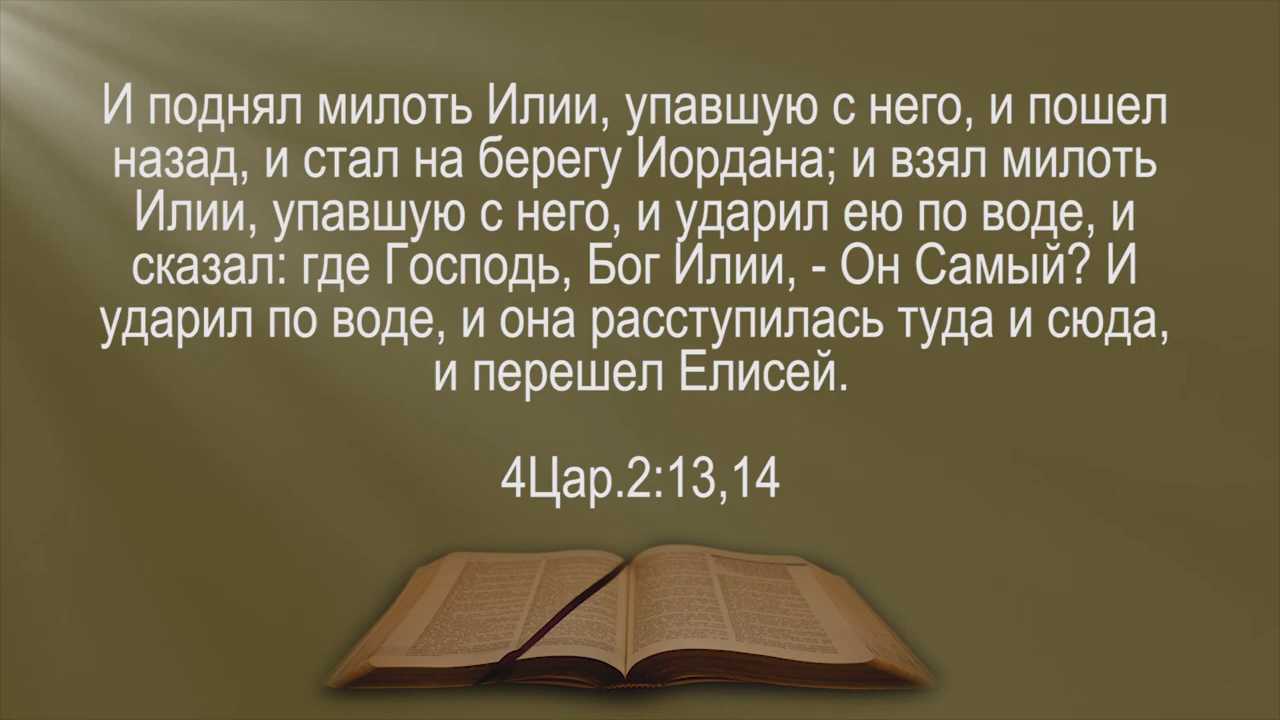 И поднял милоть Илии, упавшую с него, и пошел
назад, и стал на берегу Иордана; и взял милоть
Илии, упавшую с него, и ударил ею по воде, и
сказал: где Господь, Бог Илии, - Он Самый? И
ударил по воде, и она расступилась туда и сюда,
и перешел Елисей.
4Цар.2:13,14